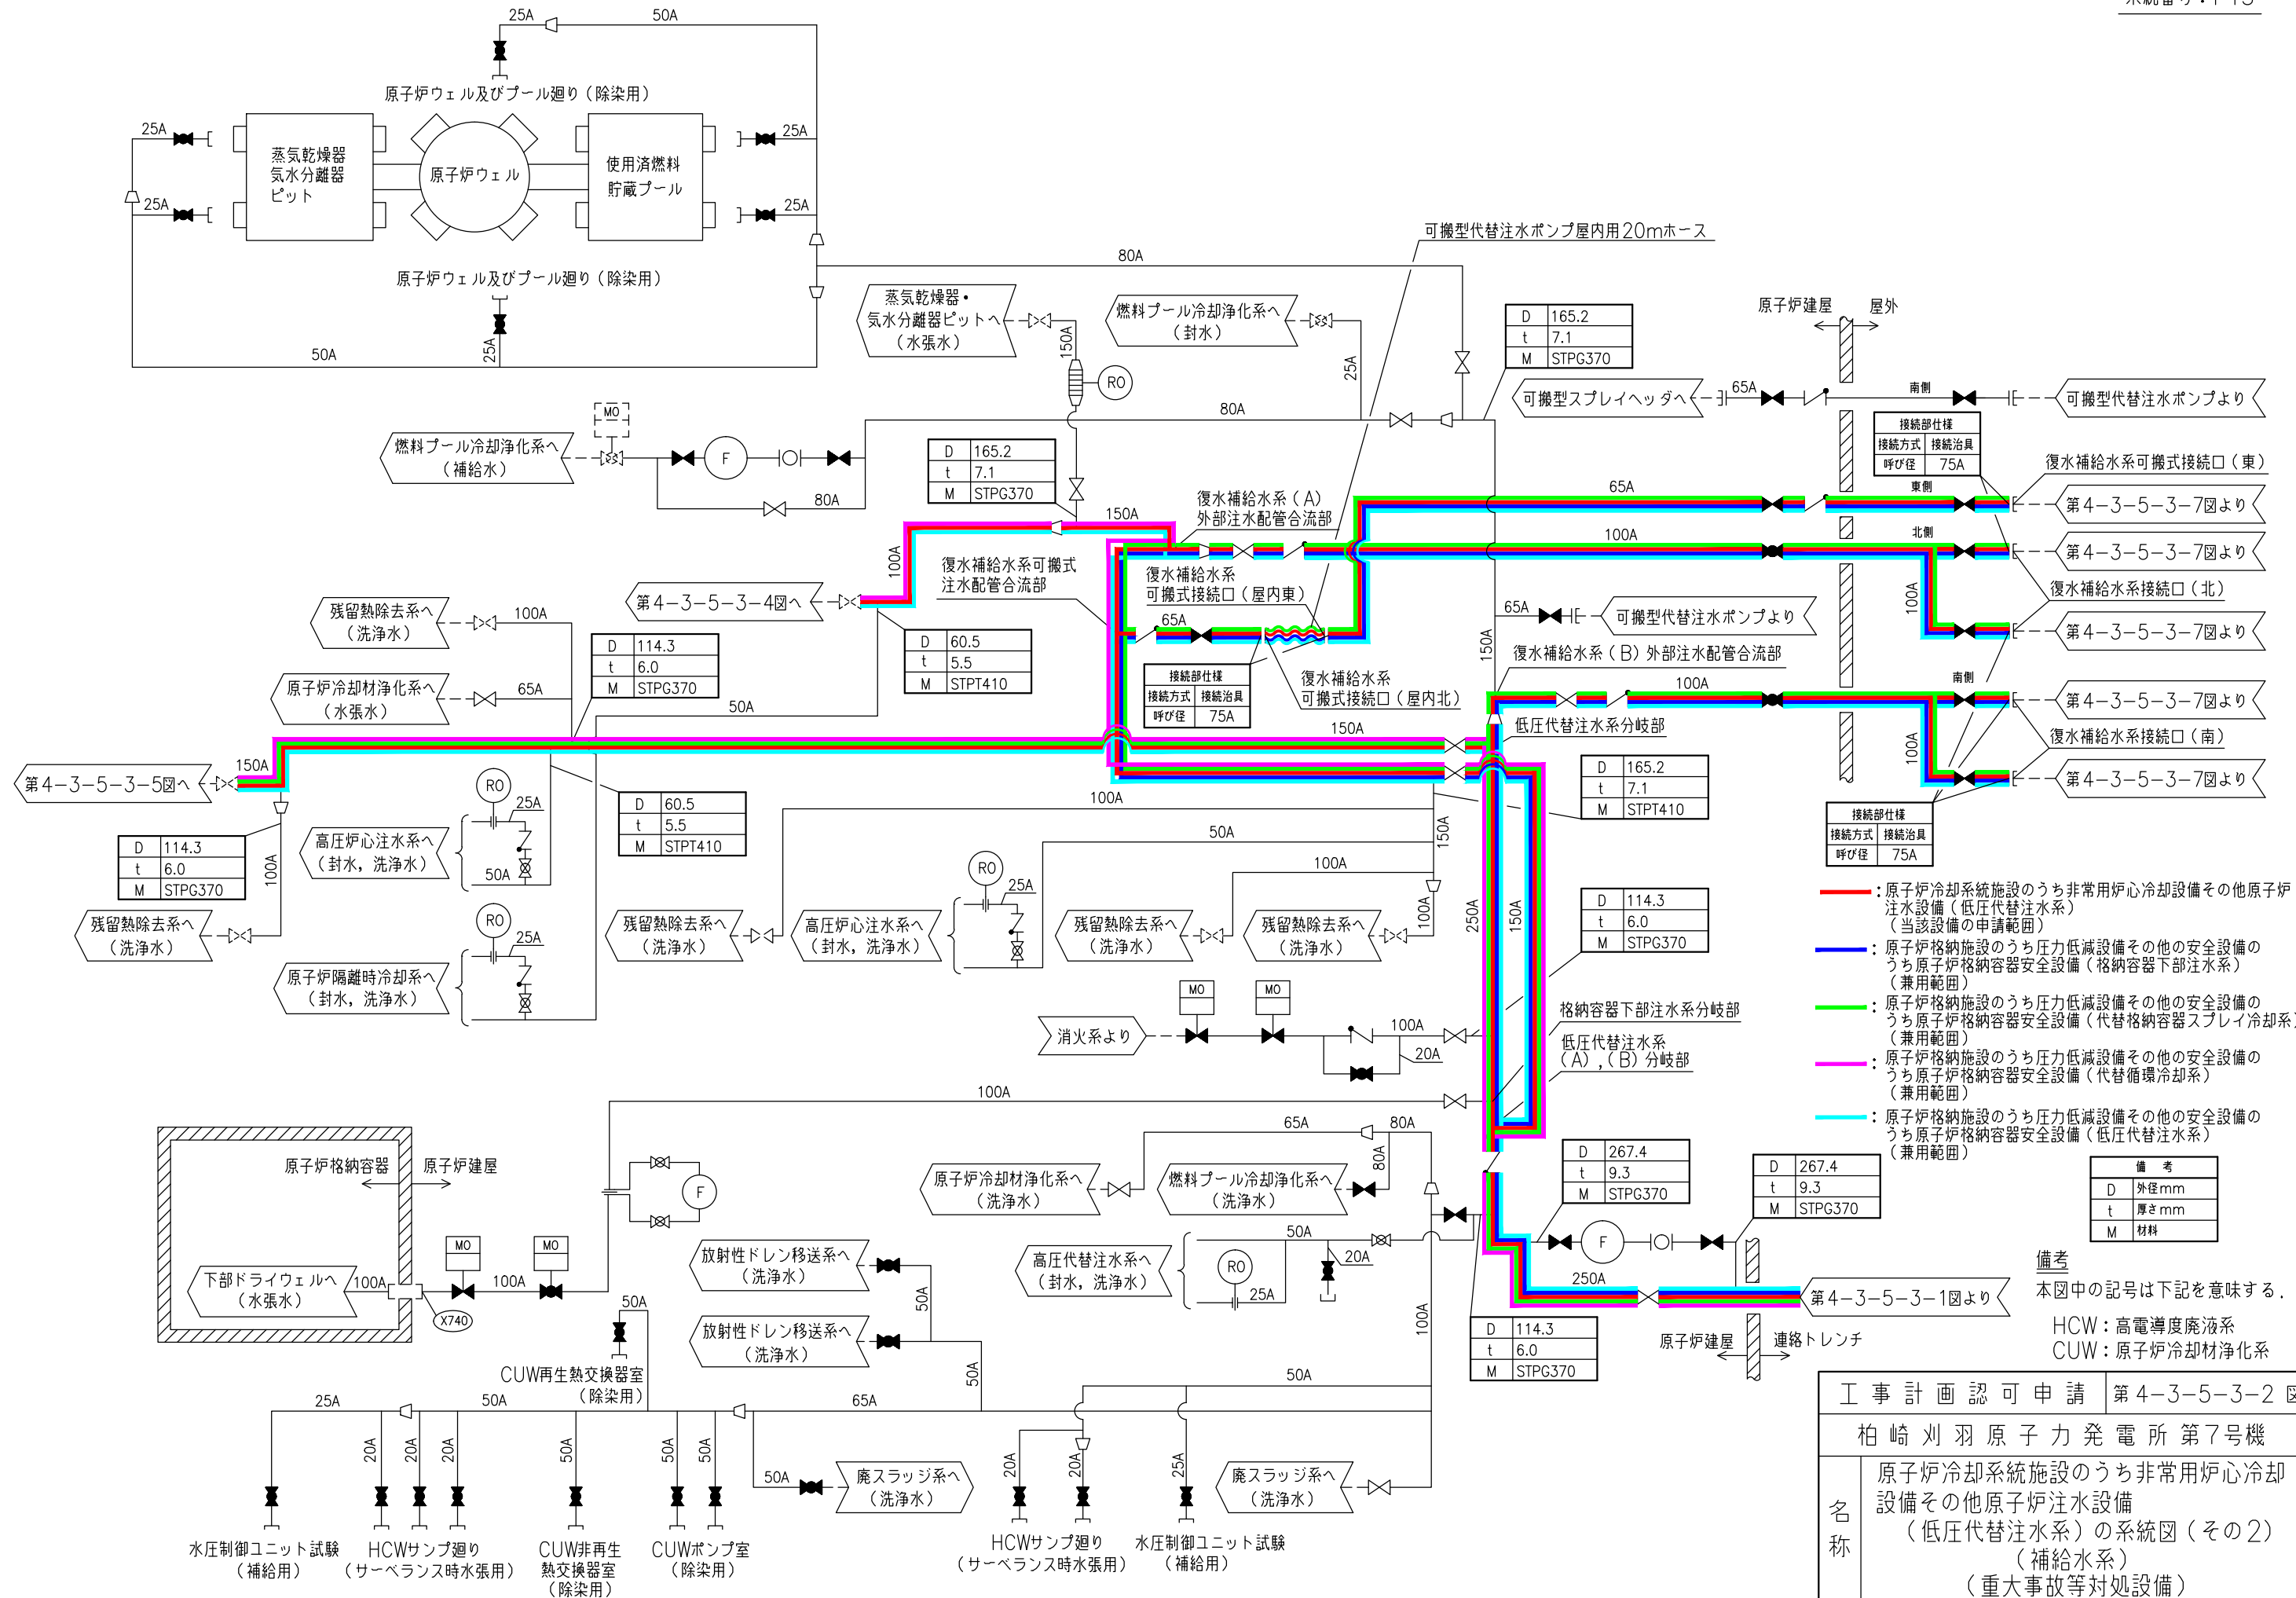 25A
50A
原子炉ウェル及びプール廻り(除染用)
25A
25A
25A
25A
蒸気乾燥器
気水分離器
ピット
原子炉ウェル
使用済燃料
貯蔵プール
原子炉ウェル及びプール廻り(除染用)
50A
25A
80A
可搬型代替注水ポンプ屋内用20mホース
蒸気乾燥器・
気水分離器ピットへ
(水張水)
150A
RO
燃料プール冷却浄化系へ
(封水)
25A
D 165.2
t 7.1
M STPG370
原子炉建屋
屋外
可搬型スプレイヘッダへ
65A
南側
可搬型代替注水ポンプより
80A
MO
燃料プール冷却浄化系へ
(補給水)
F
80A
D 165.2
t 7.1
M STPG370
接続部仕様
接続方式 接続治具
呼び径 75A
復水補給水系可搬式接続口(東)
65A
東側
第4-3-5-3-7図より
150A
復水補給水系(A)
外部注水配管合流部
100A
北側
第4-3-5-3-7図より
100A
復水補給水系可搬式
注水配管合流部
復水補給水系
可搬式接続口(屋内東)
復水補給水系接続口(北)
100A
第4-3-5-3-4図へ
残留熱除去系へ
(洗浄水)
100A
65A
65A
可搬型代替注水ポンプより
第4-3-5-3-7図より
D 114.3
t 6.0
M STPG370
D 60.5
t 5.5
M STPT410
150A
復水補給水系(B)外部注水配管合流部
接続部仕様
接続方式 接続治具
呼び径 75A
復水補給水系
可搬式接続口(屋内北)
原子炉冷却材浄化系へ
(水張水)
65A
50A
100A
南側
第4-3-5-3-7図より
150A
低圧代替注水系分岐部
100A
復水補給水系接続口(南)
第4-3-5-3-5図へ
150A
第4-3-5-3-7図より
D 165.2
t 7.1
M STPT410
RO
25A
高圧炉心注水系へ
(封水,洗浄水)
50A
D 60.5
t 5.5
M STPT410
100A
50A
150A
接続部仕様
接続方式 接続治具
呼び径 75A
D 114.3
t 6.0
M STPG370
100A
残留熱除去系へ
(洗浄水)
RO
25A
原子炉隔離時冷却系へ
(封水,洗浄水)
残留熱除去系へ
(洗浄水)
RO
25A
高圧炉心注水系へ
(封水,洗浄水)
100A
残留熱除去系へ
(洗浄水)
残留熱除去系へ
(洗浄水)
100A
250A
150A
D 114.3
t 6.0
M STPG370
:原子炉冷却系統施設のうち非常用炉心冷却設備その他原子炉
注水設備(低圧代替注水系)
(当該設備の申請範囲)
:原子炉格納施設のうち圧力低減設備その他の安全設備の
うち原子炉格納容器安全設備(格納容器下部注水系)
(兼用範囲)
:原子炉格納施設のうち圧力低減設備その他の安全設備の
うち原子炉格納容器安全設備(代替格納容器スプレイ冷却系)
(兼用範囲)
:原子炉格納施設のうち圧力低減設備その他の安全設備の
うち原子炉格納容器安全設備(代替循環冷却系)
(兼用範囲)
:原子炉格納施設のうち圧力低減設備その他の安全設備の
うち原子炉格納容器安全設備(低圧代替注水系)
(兼用範囲)
MO
MO
消火系より
100A
20A
格納容器下部注水系分岐部
低圧代替注水系
(A),(B)分岐部
100A
原子炉格納容器
原子炉建屋
F
下部ドライウェルへ
(水張水)
100A
MO
100A
MO
X740
65A
80A
80A
原子炉冷却材浄化系へ
(洗浄水)
燃料プール冷却浄化系へ
(洗浄水)
D 267.4
t 9.3
M STPG370
D 267.4
t 9.3
M STPG370
備 考
D 外径mm
t 厚さmm
M 材料
放射性ドレン移送系へ
(洗浄水)
50A
放射性ドレン移送系へ
(洗浄水)
50A
高圧代替注水系へ
(封水,洗浄水)
50A
RO
20A
25A
100A
F
250A
第4-3-5-3-1図より
原子炉建屋
連絡トレンチ
D 114.3
t 6.0
M STPG370
備考
本図中の記号は下記を意味する.
HCW:高電導度廃液系
CUW:原子炉冷却材浄化系
50A
CUW再生熱交換器室
(除染用)
50A
25A
50A
65A
20A
20A
20A
50A
50A
50A
50A
廃スラッジ系へ
(洗浄水)
20A
20A
25A
廃スラッジ系へ
(洗浄水)
水圧制御ユニット試験
(補給用)
HCWサンプ廻り
(サーベランス時水張用)
CUW非再生
熱交換器室
(除染用)
CUWポンプ室
(除染用)
HCWサンプ廻り
(サーベランス時水張用)
水圧制御ユニット試験
(補給用)
工事計画認可申請 第4-3-5-3-2図
柏崎刈羽原子力発電所第7号機
名称
原子炉冷却系統施設のうち非常用炉心冷却
設備その他原子炉注水設備
(低圧代替注水系)の系統図(その2)
(補給水系)
(重大事故等対処設備)